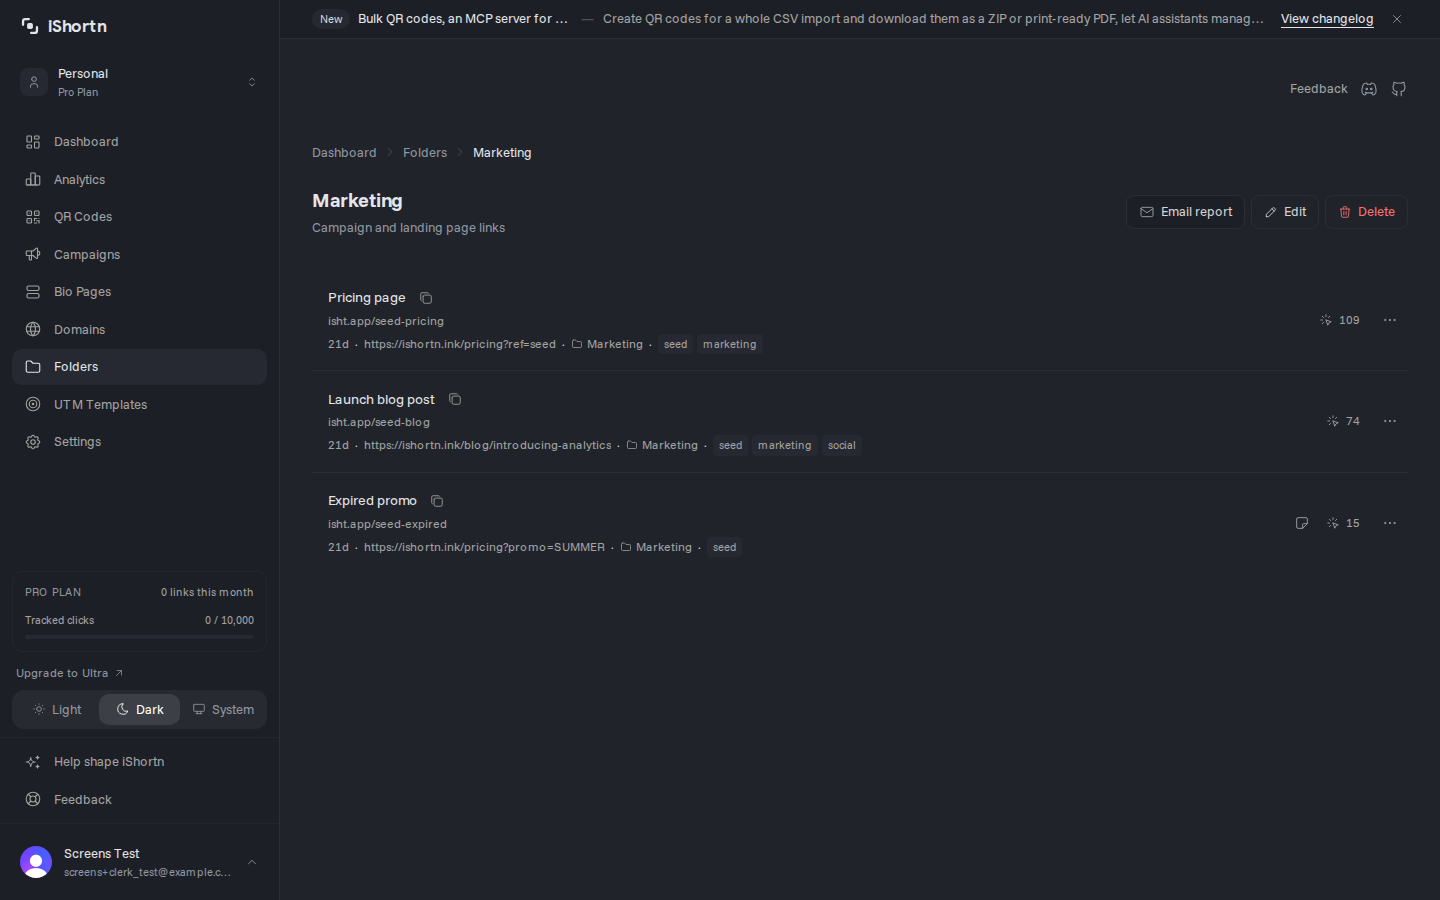 iShortn
Personal
Pro Plan
Dashboard
Analytics
QR Codes
Campaigns
Bio Pages
Domains
Folders
UTM Templates
Settings
PRO PLAN 0 links this month
Tracked clicks 0 / 10,000
Upgrade to Ultra
Light Dark System
Help shape iShortn
Feedback
Screens Test
screens+clerk_test@example.c...
New Bulk QR codes, an MCP server for ... — Create QR codes for a whole CSV import and download them as a ZIP or print-ready PDF, let AI assistants manag... View changelog
Feedback
Dashboard Folders Marketing
Marketing
Campaign and landing page links
Email report Edit Delete
Pricing page
isht.app/seed-pricing
109
21d · https://ishortn.ink/pricing?ref=seed · Marketing · seed marketing
Launch blog post
isht.app/seed-blog
74
21d · https://ishortn.ink/blog/introducing-analytics · Marketing · seed marketing social
Expired promo
isht.app/seed-expired
15
21d · https://ishortn.ink/pricing?promo=SUMMER · Marketing · seed